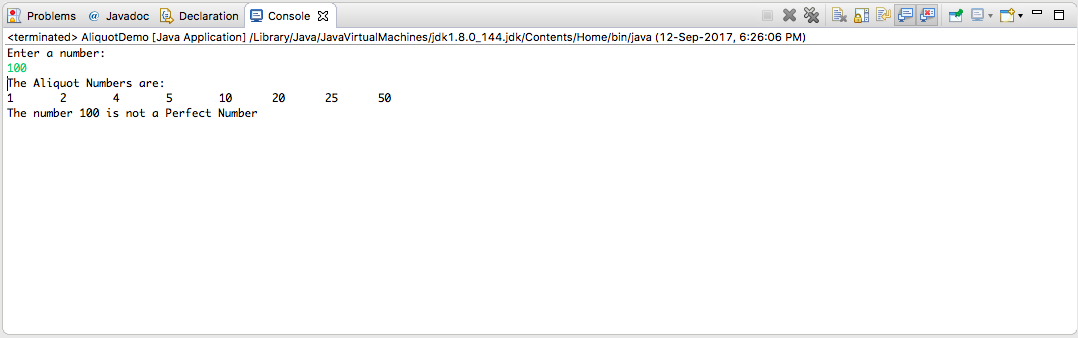 Problems @ Javadoc Declaration Console
<terminated> AliquotDemo [Java Application] /Library/Java/JavaVirtualMachines/jdk1.8.0_144.jdk/Contents/Home/bin/java (12-Sep-2017, 6:26:06 PM)
Enter a number:
100
The Aliquot Numbers are:
1 2 4 5 10 20 25 50
The number 100 is not a Perfect Number